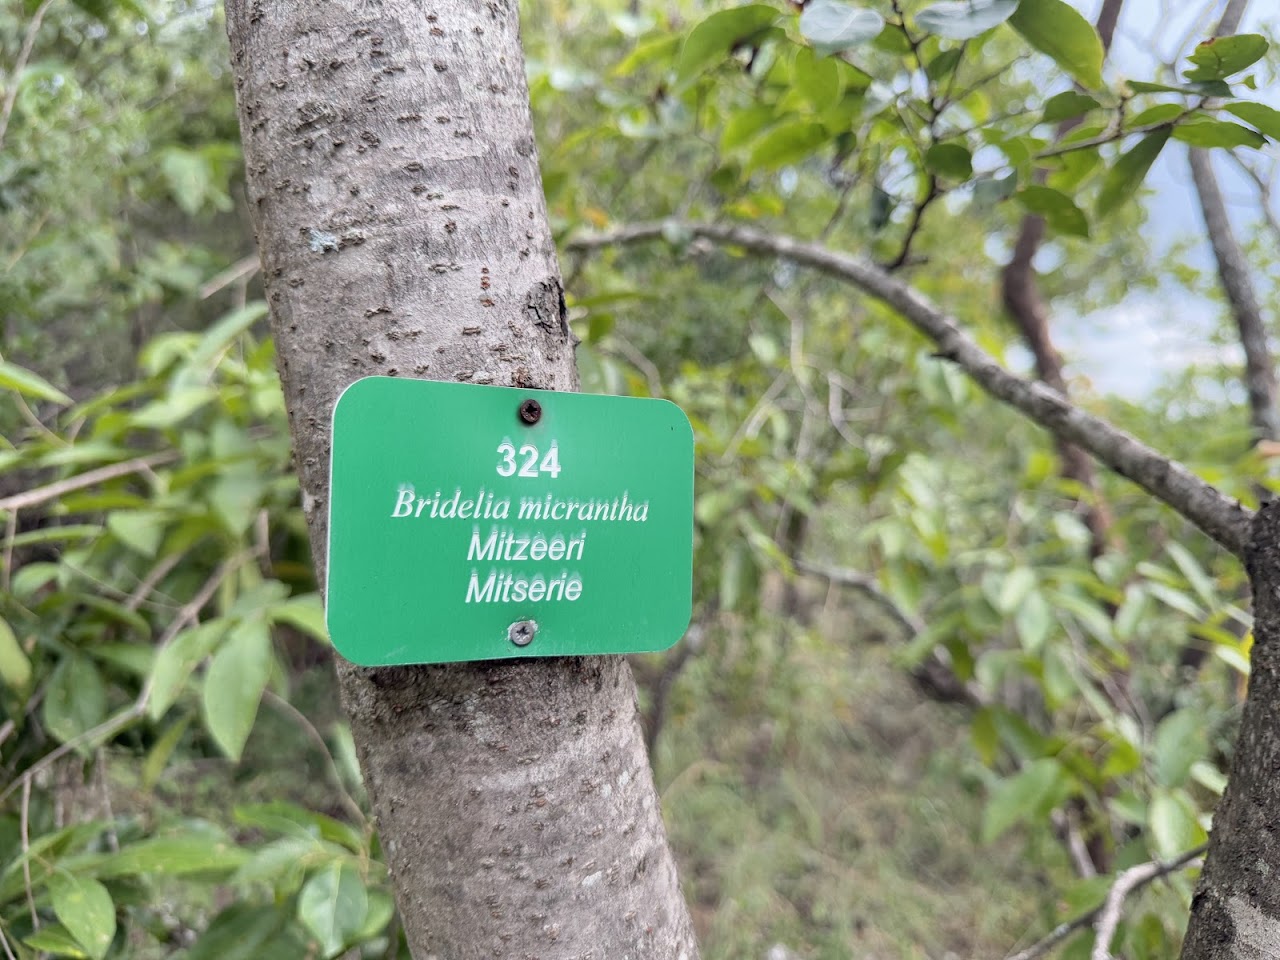 324
Bridelia micrantha
Mitzeeri
Mitserie